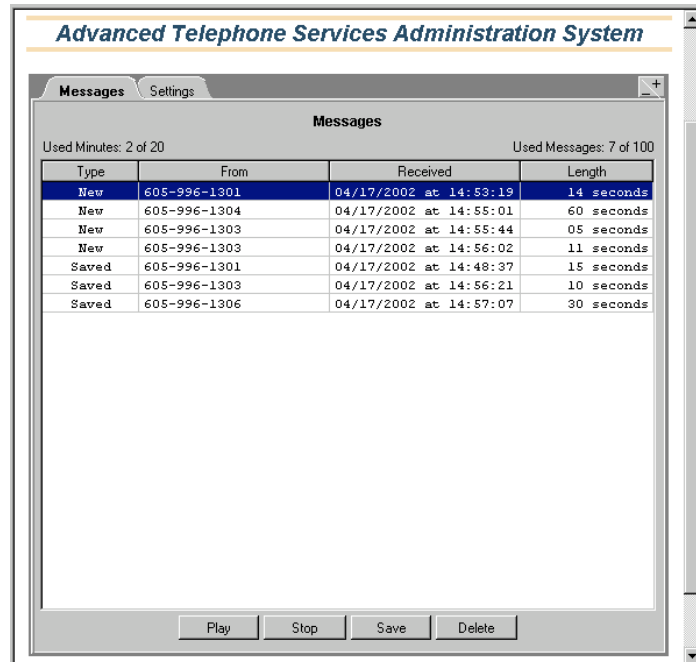 Advanced Telephone Services Administration System
Messages Settings
Messages
Used Minutes: 2 of 20 Used Messages: 7 of 100
Type From Received Length
New 605-996-1301 04/17/2002 at 14:53:19 14 seconds
New 605-996-1304 04/17/2002 at 14:55:01 60 seconds
New 605-996-1303 04/17/2002 at 14:55:44 05 seconds
New 605-996-1303 04/17/2002 at 14:56:02 11 seconds
Saved 605-996-1301 04/17/2002 at 14:48:37 15 seconds
Saved 605-996-1303 04/17/2002 at 14:56:21 10 seconds
Saved 605-996-1306 04/17/2002 at 14:57:07 30 seconds
Play Stop Save Delete